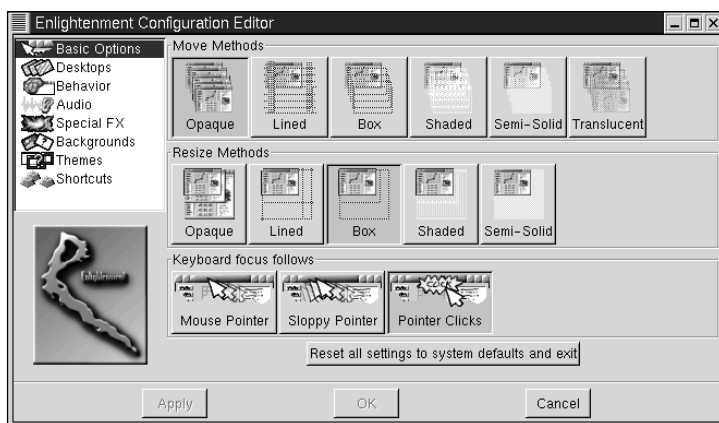 Enlightenment Configuration Editor
Basic Options
Desktops
Behavior
Audio
Special FX
Backgrounds
Themes
Shortcuts
Enlightenment
Move Methods
Opaque
Lined
Box
Shaded
Semi-Solid
Translucent
Resize Methods
Opaque
Lined
Box
Shaded
Semi-Solid
Keyboard focus follows
CLICK
Mouse Pointer
Sloppy Pointer
Pointer Clicks
Reset all settings to system defaults and exit
Apply
OK
Cancel